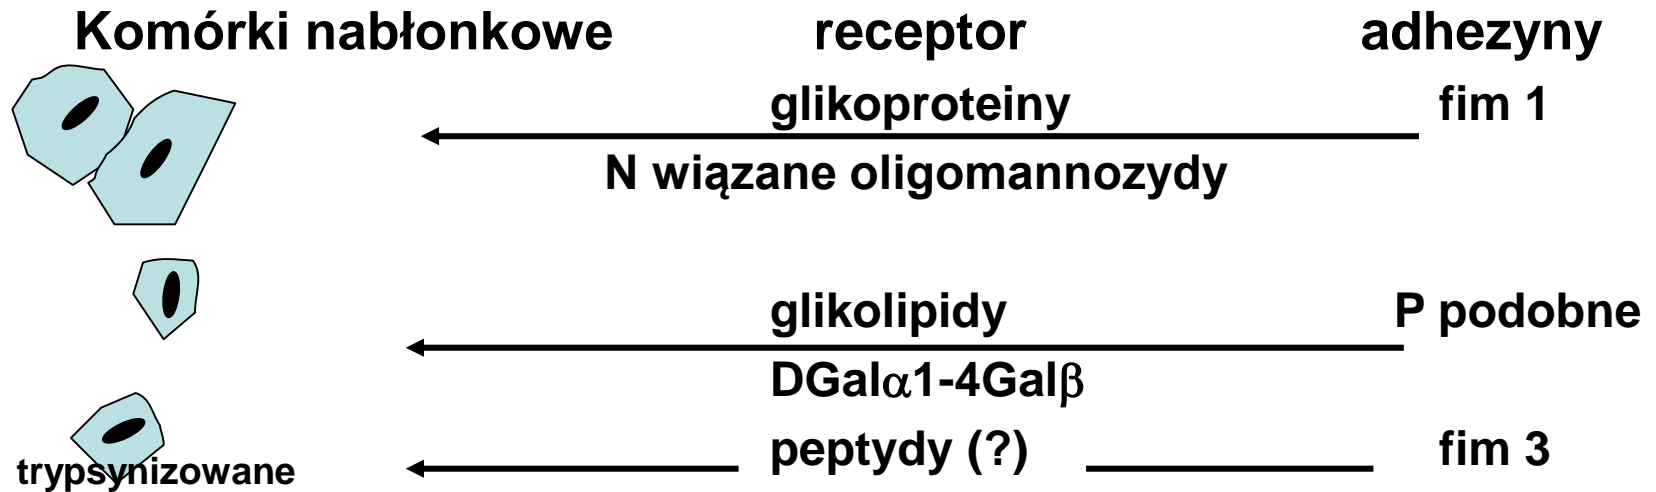 Komórki nabłonkowe receptor adhezyny
glikoproteiny fim 1
N wiązane oligomannozydy
glikolipidy P podobne
DGalα1-4Galβ
peptydy (?) fim 3
trypsynizowane